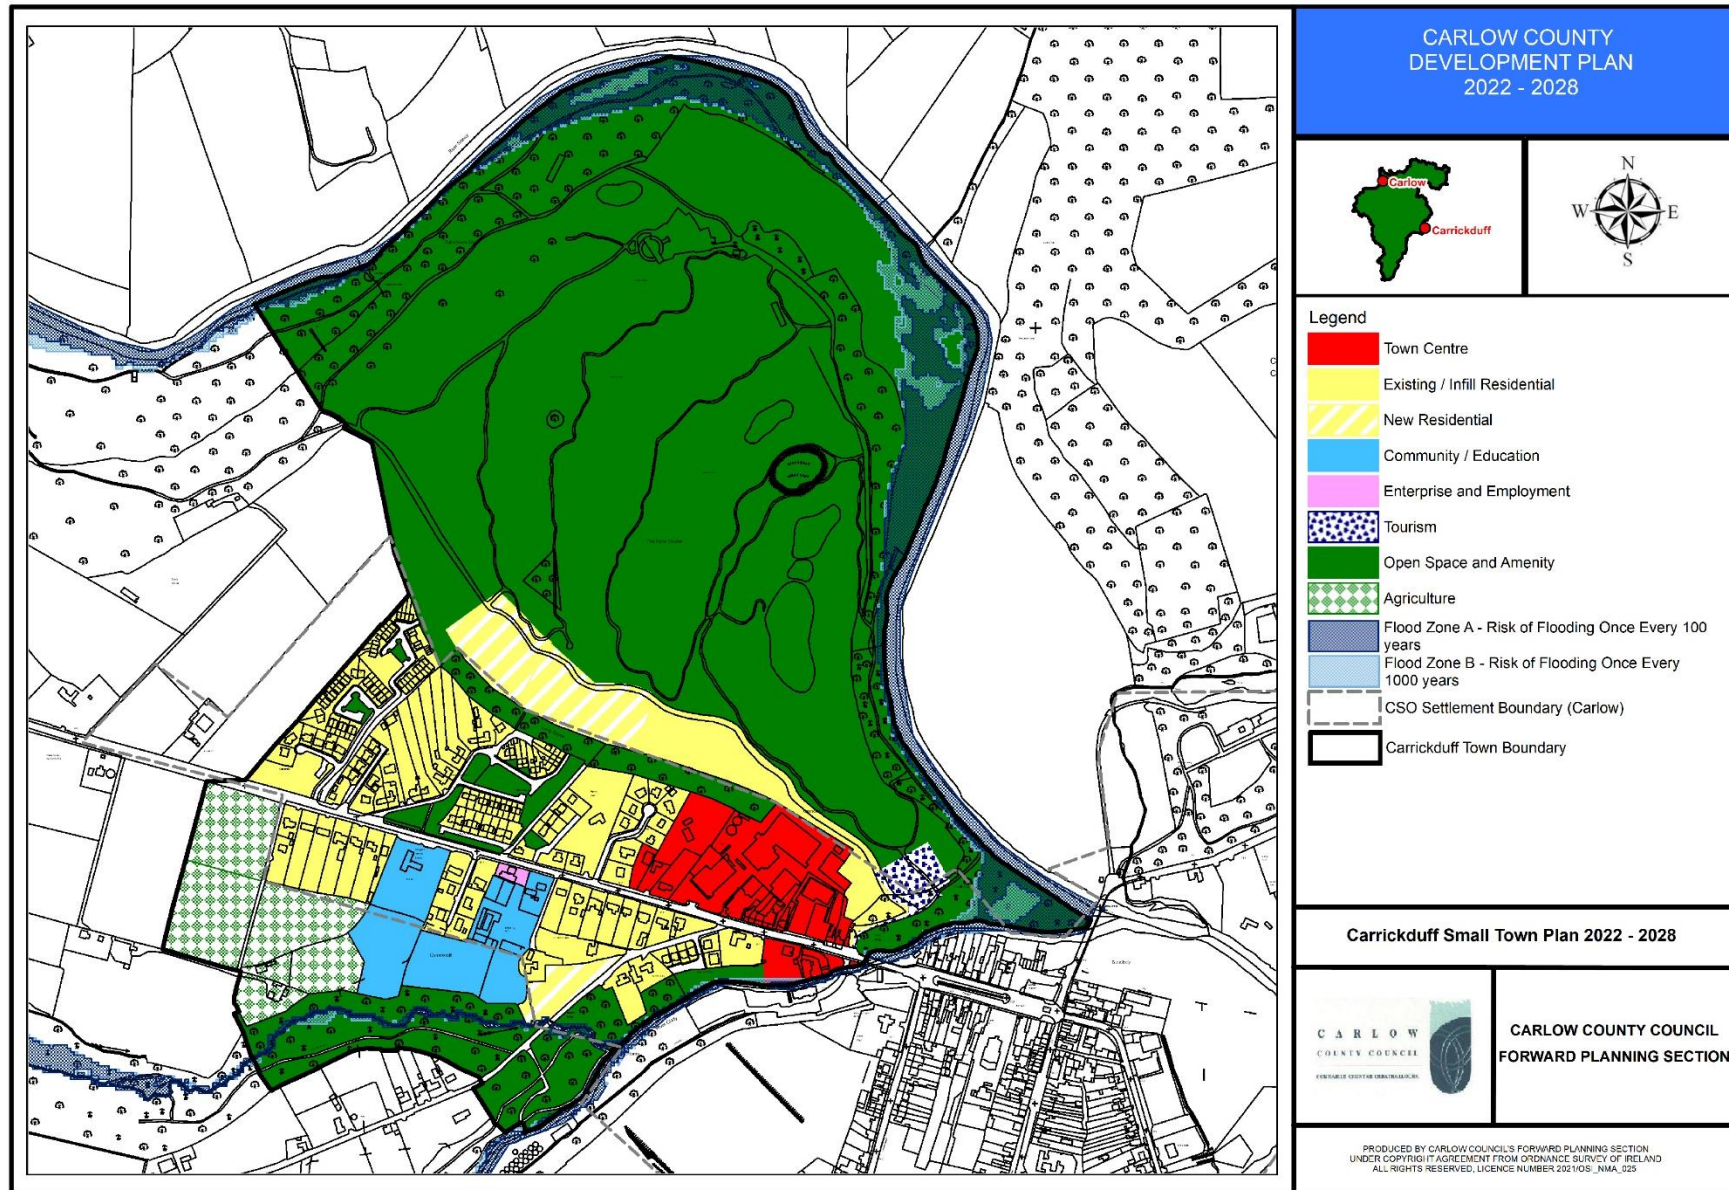 CARLOW COUNTY
DEVELOPMENT PLAN
2022 - 2028
Carlow
Carrickduff
N
W
E
S
Legend
Town Centre
Existing / Infill Residential
New Residential
Community / Education
Enterprise and Employment
Tourism
Open Space and Amenity
Agriculture
Flood Zone A - Risk of Flooding Once Every 100
years
Flood Zone B - Risk of Flooding Once Every
1000 years
CSO Settlement Boundary (Carlow)
Carrickduff Town Boundary
Carrickduff Small Town Plan 2022 - 2028
CARLOW
COUNTY COUNCIL
CARLOW COUNTY COUNCIL
FORWARD PLANNING SECTION
PRODUCED BY CARLOW COUNCIL'S FORWARD PLANNING SECTION
UNDER COPYRIGHT AGREEMENT FROM ORDNANCE SURVEY OF IRELAND
ALL RIGHTS RESERVED, LICENCE NUMBER 2021/OSI_NMA_025